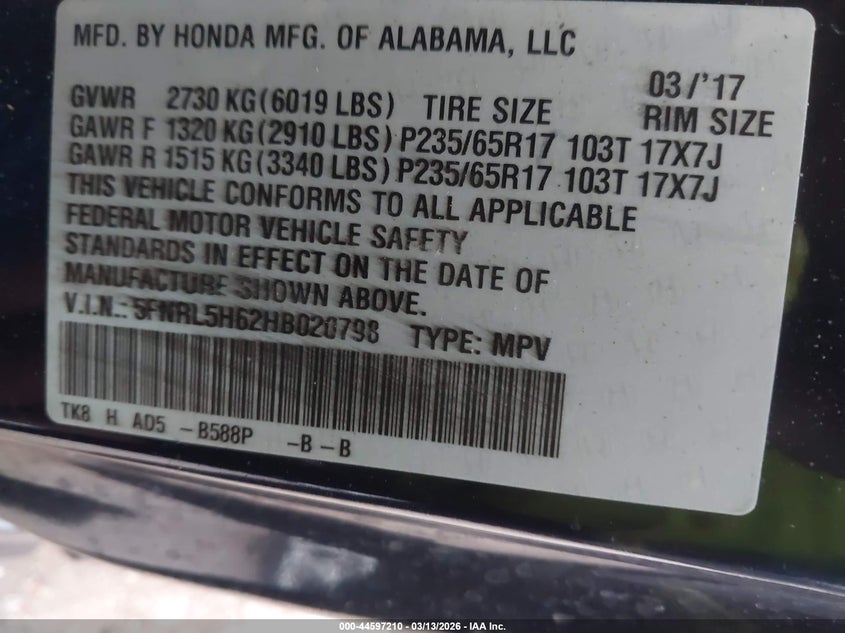 MFD. BY HONDA MFG. OF ALABAMA, LLC
03/'17
GVWR 2730 KG(6019 LBS) TIRE SIZE RIM SIZE
GAWR F 1320 KG(2910 LBS) P235/65R17 103T 17X7J
GAWR R 1515 KG(3340 LBS) P235/65R17 103T 17X7J
THIS VEHICLE CONFORMS TO ALL APPLICABLE
FEDERAL MOTOR VEHICLE SAFETY
STANDARDS IN EFFECT ON THE DATE OF
MANUFACTURE SHOWN ABOVE.
V.I.N.: 5FNRL5H62HB020798 TYPE: MPV
TK8 H AD5 -B588P -B-B
000-44597210 | 03/13/2026 - IAA Inc.